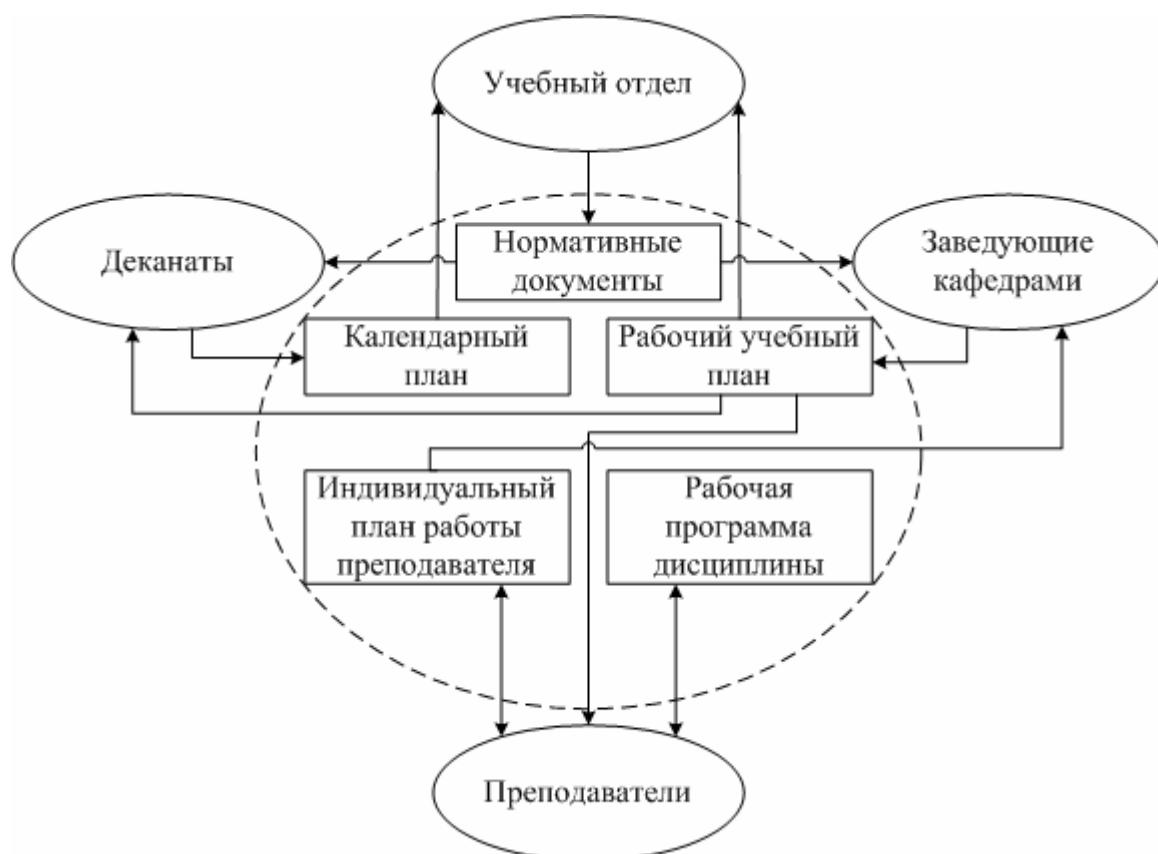 Учебный отдел
Деканаты
Нормативные
документы
Заведующие
кафедрами
Календарный
план
Рабочий учебный
план
Индивидуальный
план работы
преподавателя
Рабочая
программа
дисциплины
Преподаватели